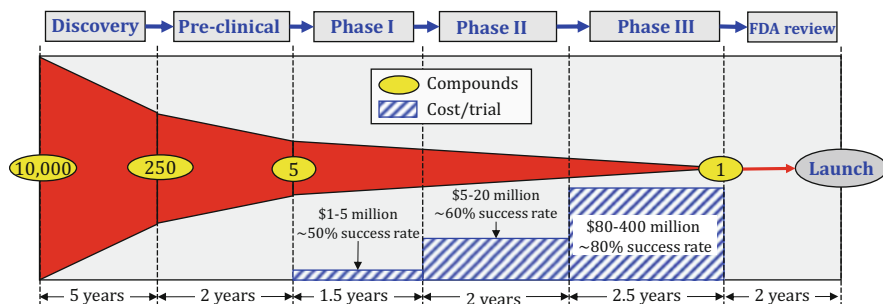 Discovery
Pre-clinical
Phase I
Phase II
Phase III
FDA review
Compounds
Cost/trial
10,000
250
5
1
Launch
$1-5 million
~50% success rate
$5-20 million
~60% success rate
$80-400 million
~80% success rate
5 years
2 years
1.5 years
2 years
2.5 years
2 years